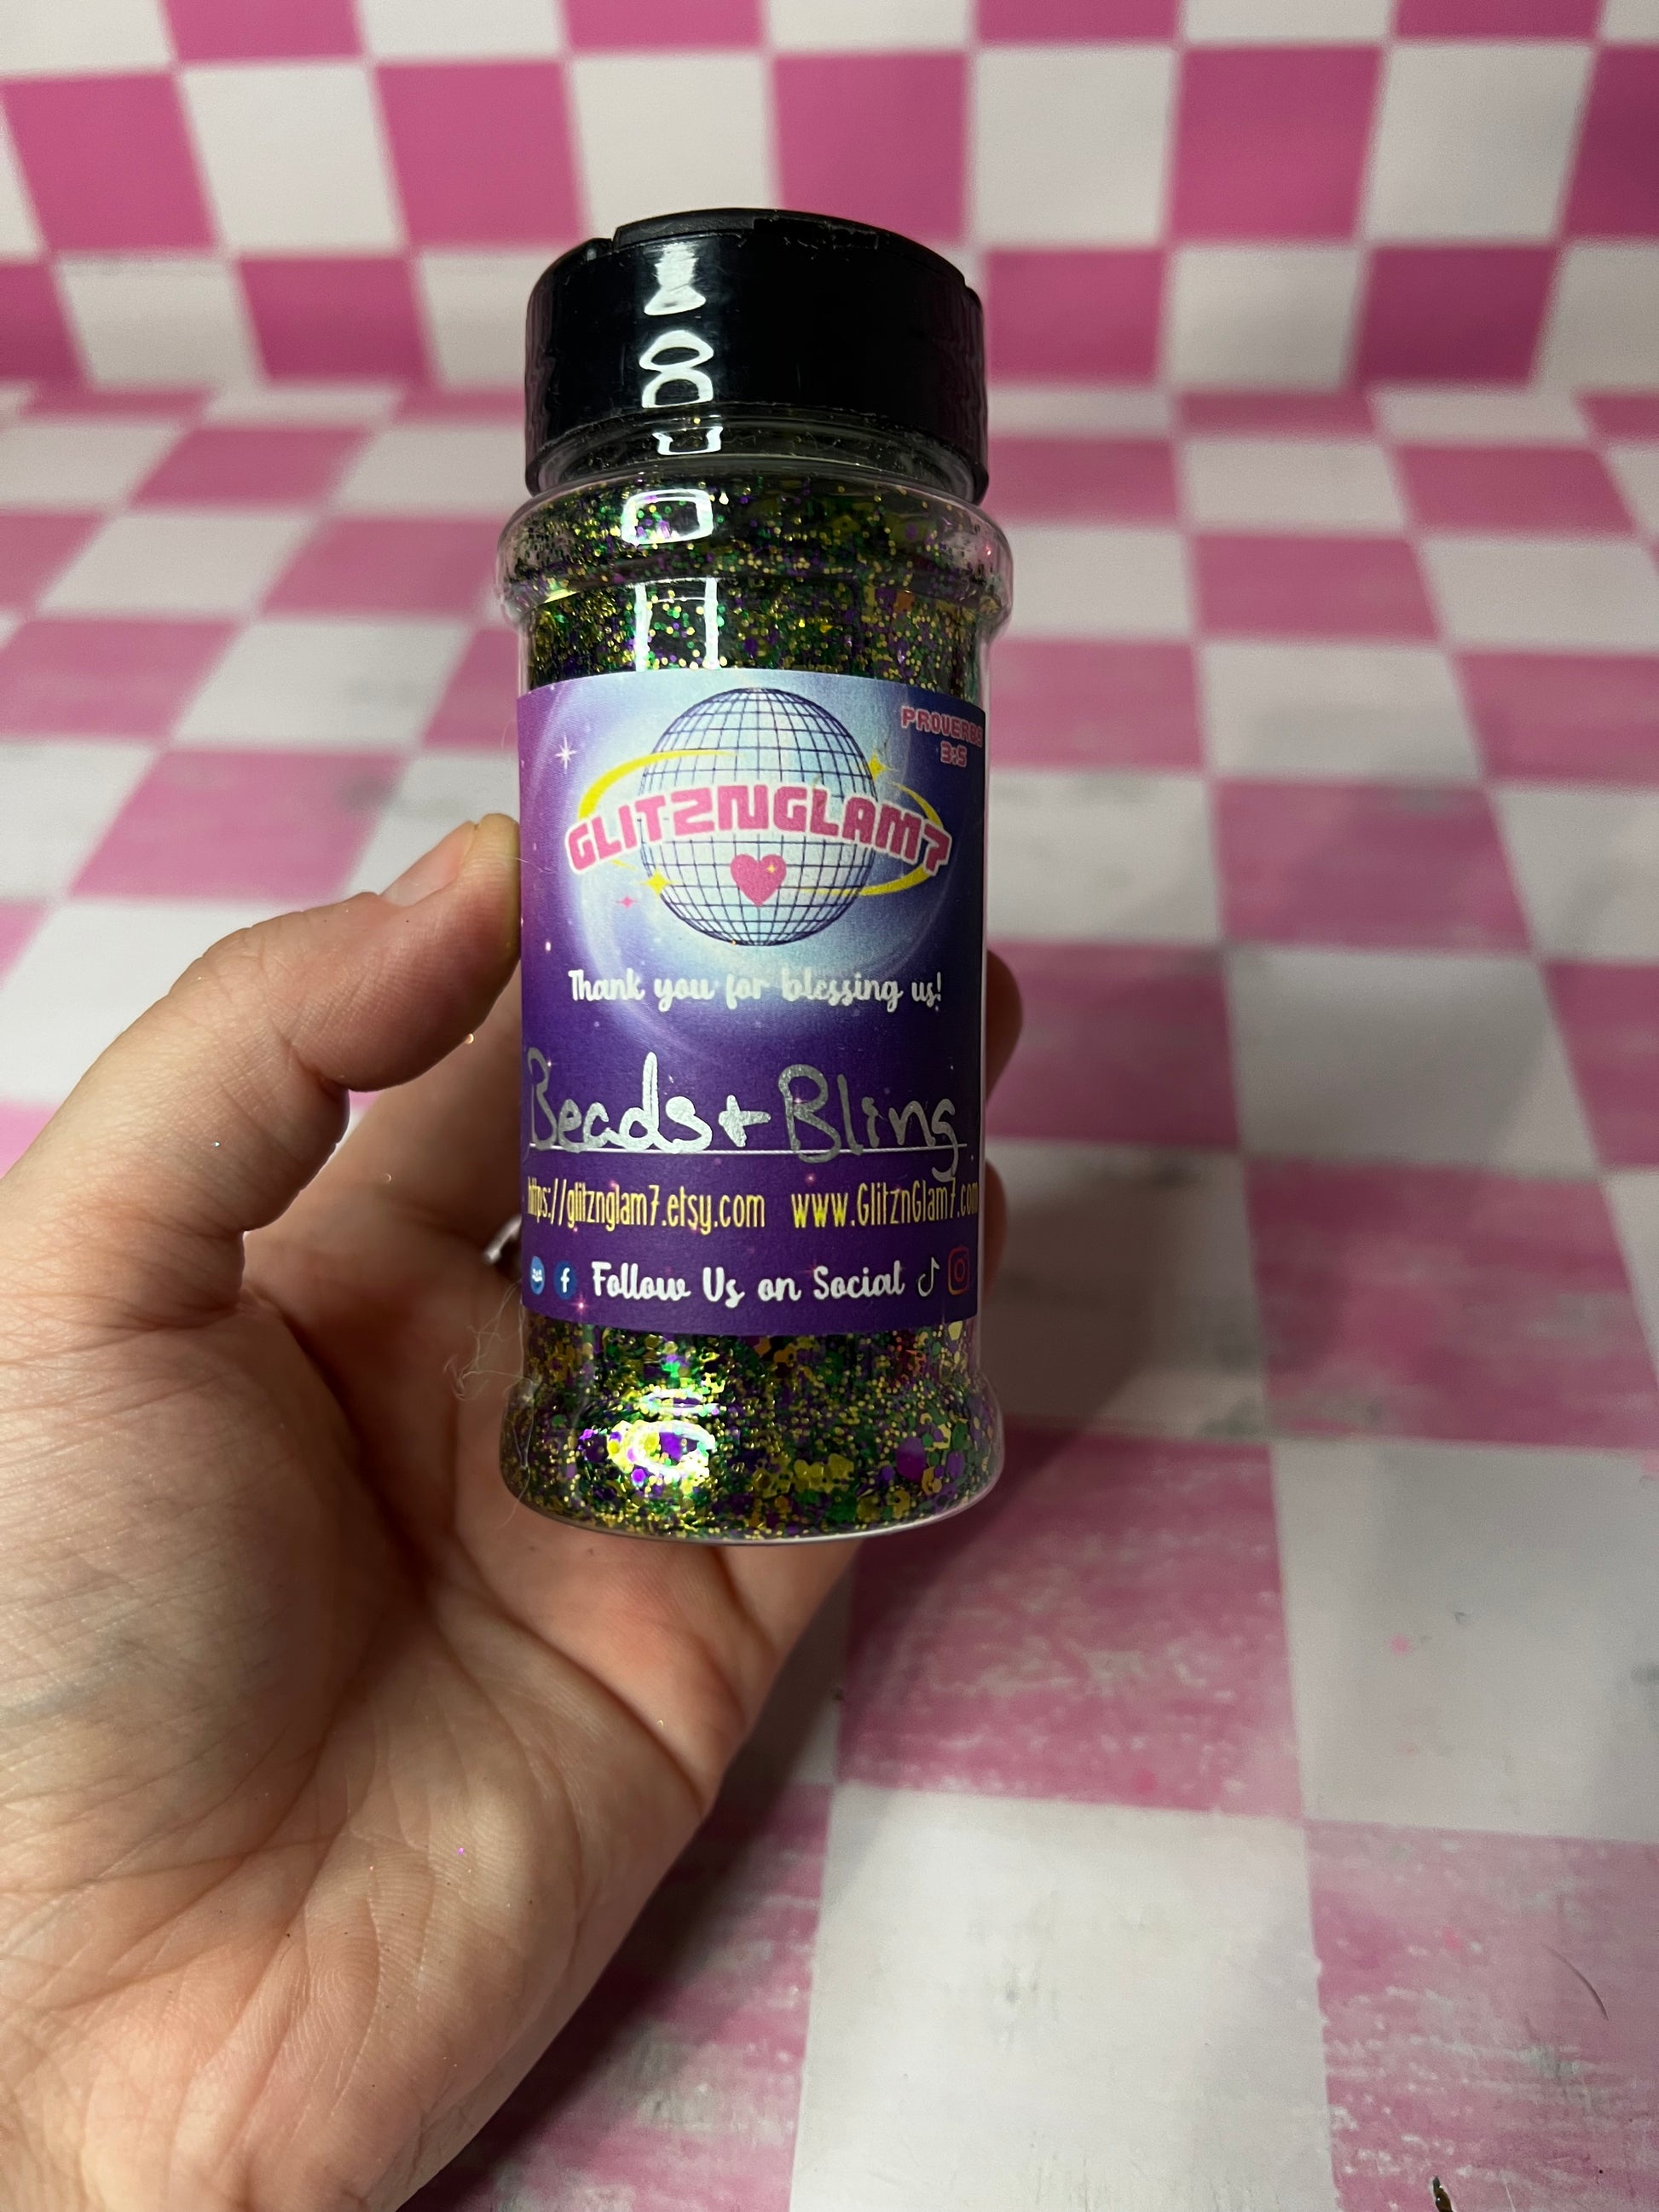 PROVERBS
3:5
GLITZNGLAM7
Thank you for blessing us!
Beads + Bling
https://glitznglam7.etsy.com www.GlitznGlam7.com
Follow Us on Social